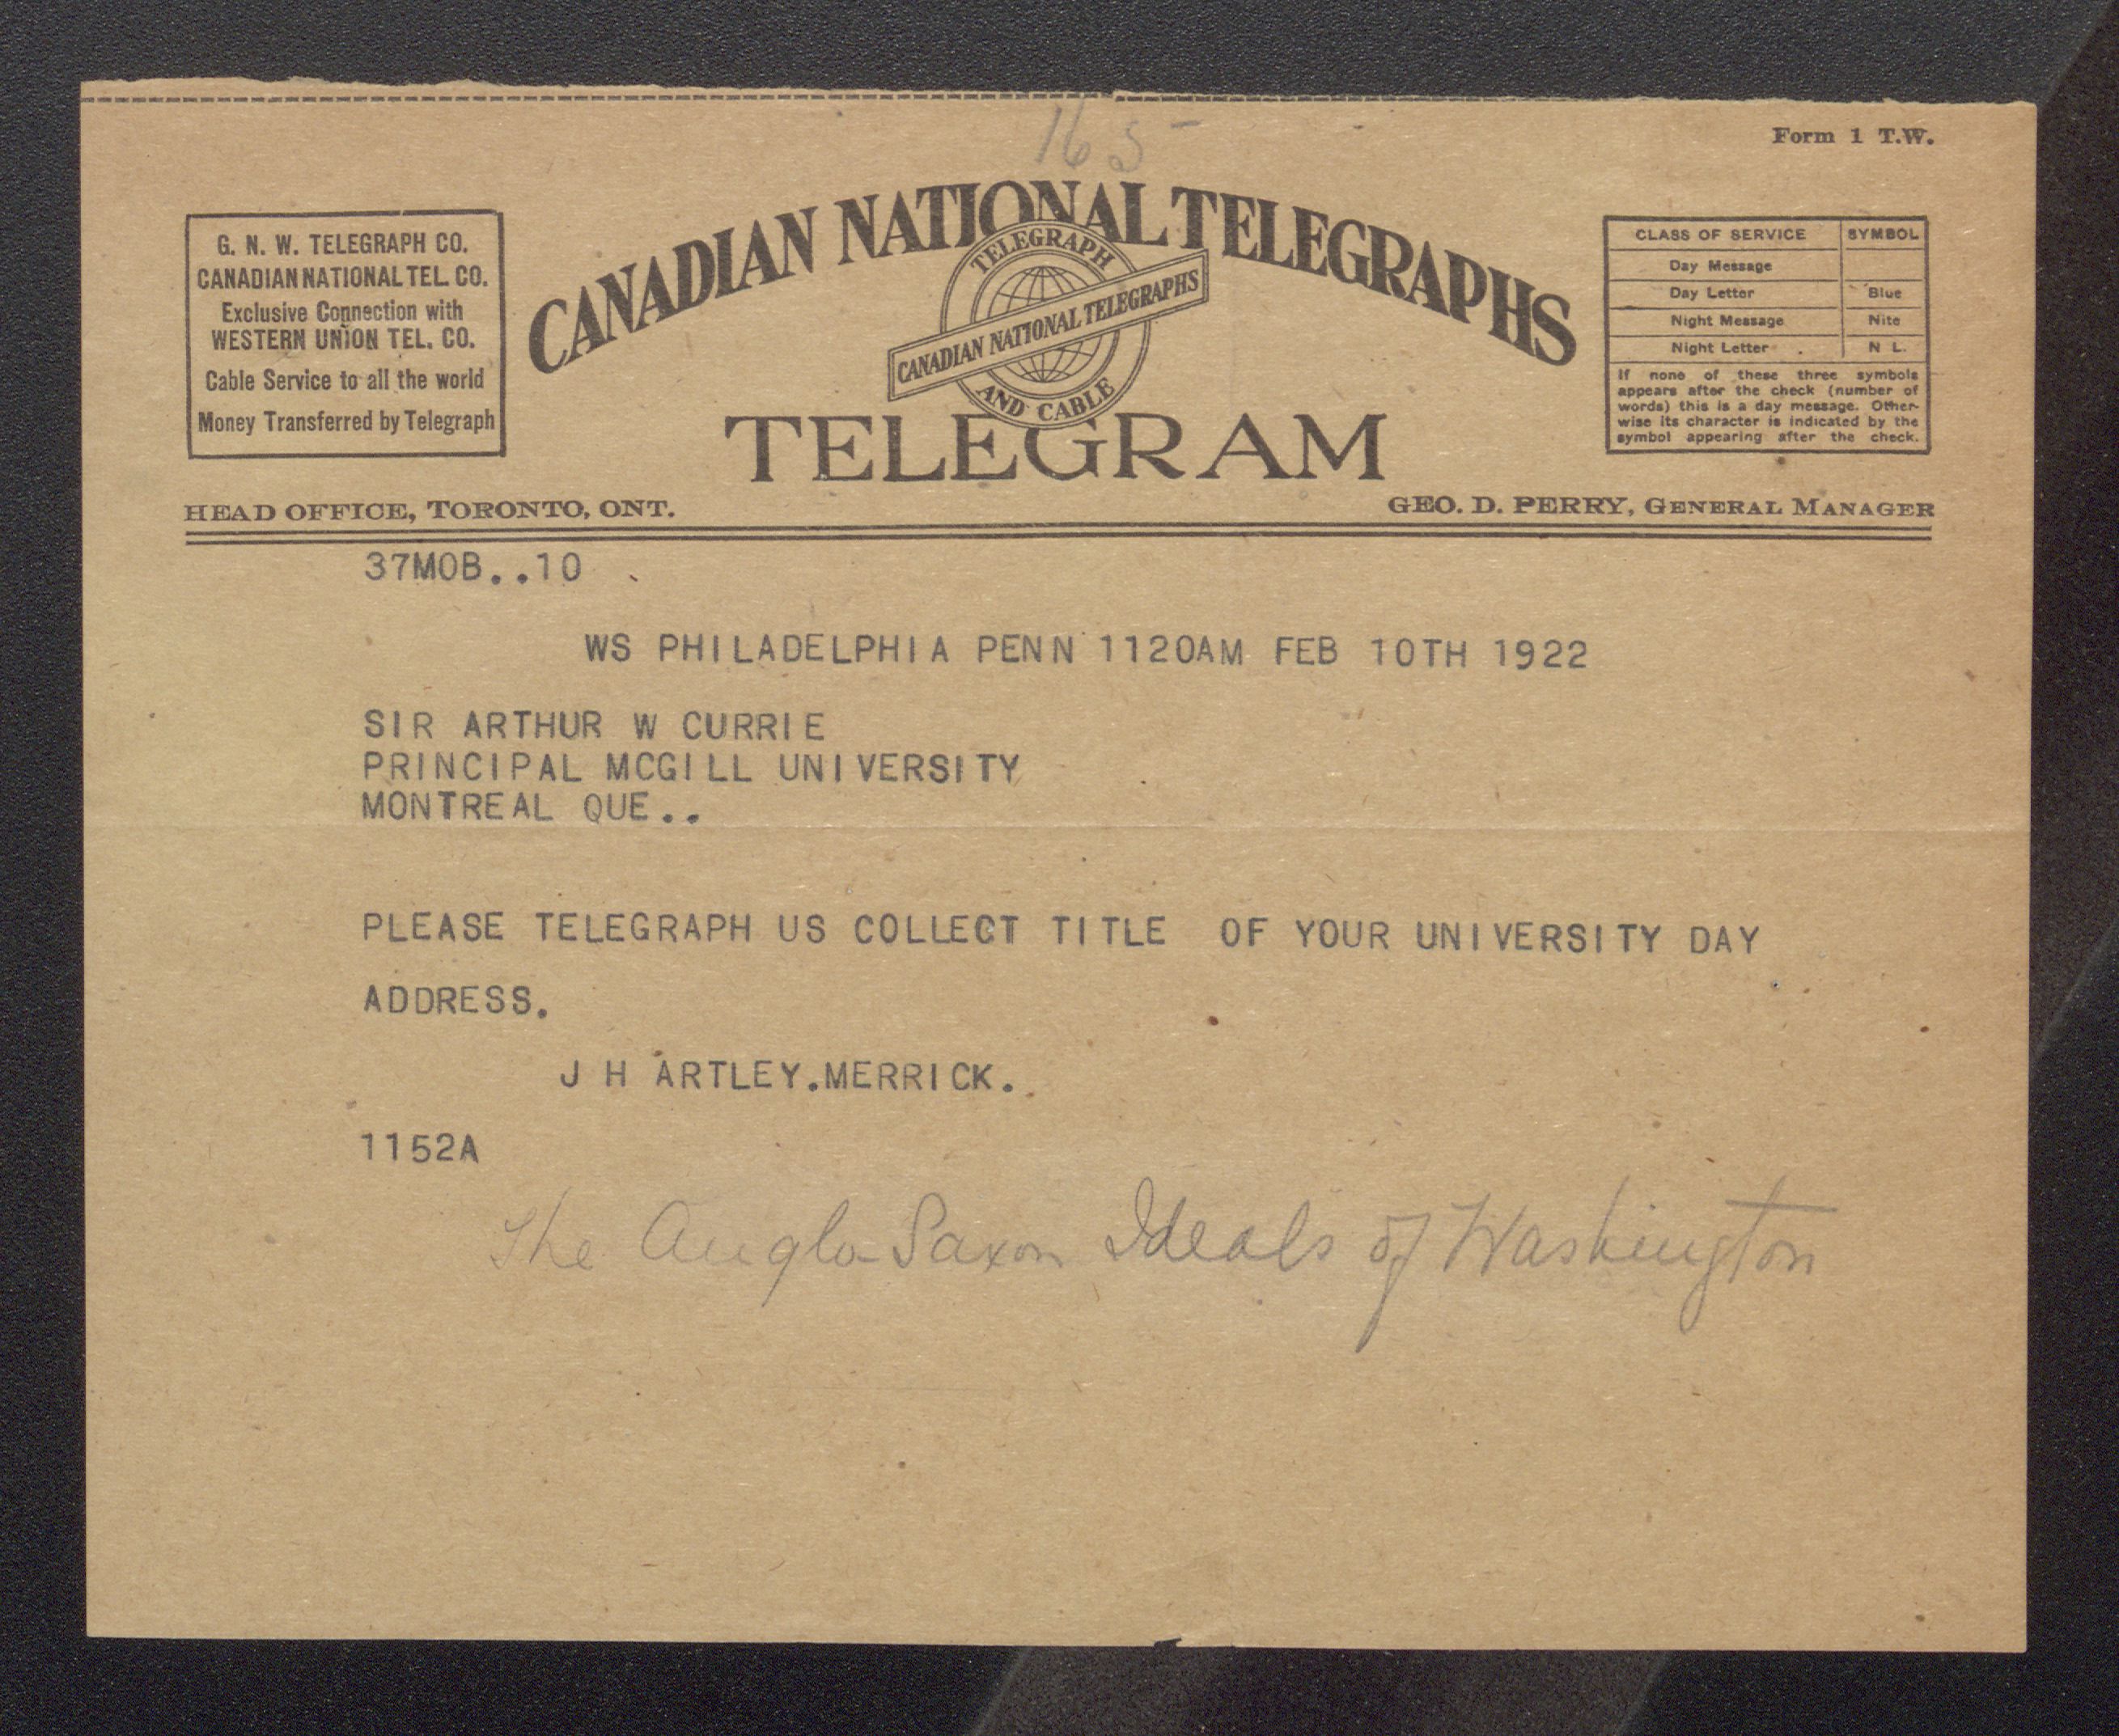 165-
Form 1 T.W.
G. N. W. TELEGRAPH CO.
CANADIAN NATIONAL TEL. CO.
Exclusive Connection with
WESTERN UNION TEL. CO.
Cable Service to all the world
Money Transferred by Telegraph
CANADIAN NATIONAL TELEGRAPHS
TELEGRAPH
CANADIAN NATIONAL TELEGRAPHS
AND CABLE
TELEGRAM
CLASS OF SERVICE SYMBOL
Day Message
Day Letter Blue
Night Message Nite
Night Letter N L.
If none of these three symbols
appears after the check (number of
words) this is a day message. Other-
wise its character is indicated by the
symbol appearing after the check.
HEAD OFFICE, TORONTO, ONT.
GEO. D. PERRY, GENERAL MANAGER
37MOB..10
WS PHILADELPHIA PENN 1120AM FEB 10TH 1922
SIR ARTHUR W CURRIE
PRINCIPAL MCGILL UNIVERSITY
MONTREAL QUE..
PLEASE TELEGRAPH US COLLECT TITLE OF YOUR UNIVERSITY DAY
ADDRESS.
J H ARTLEY.MERRICK.
1152A
The Anglo-Saxon Ideals of Washington